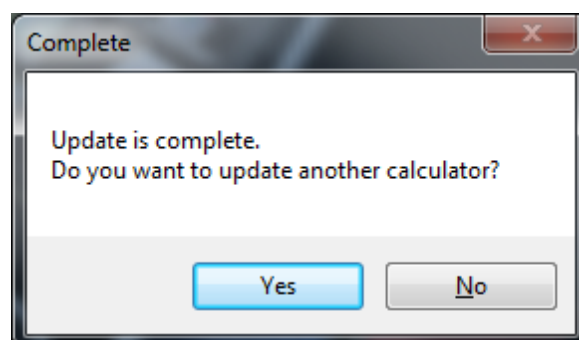 Complete
Update is complete.
Do you want to update another calculator?
Yes
No